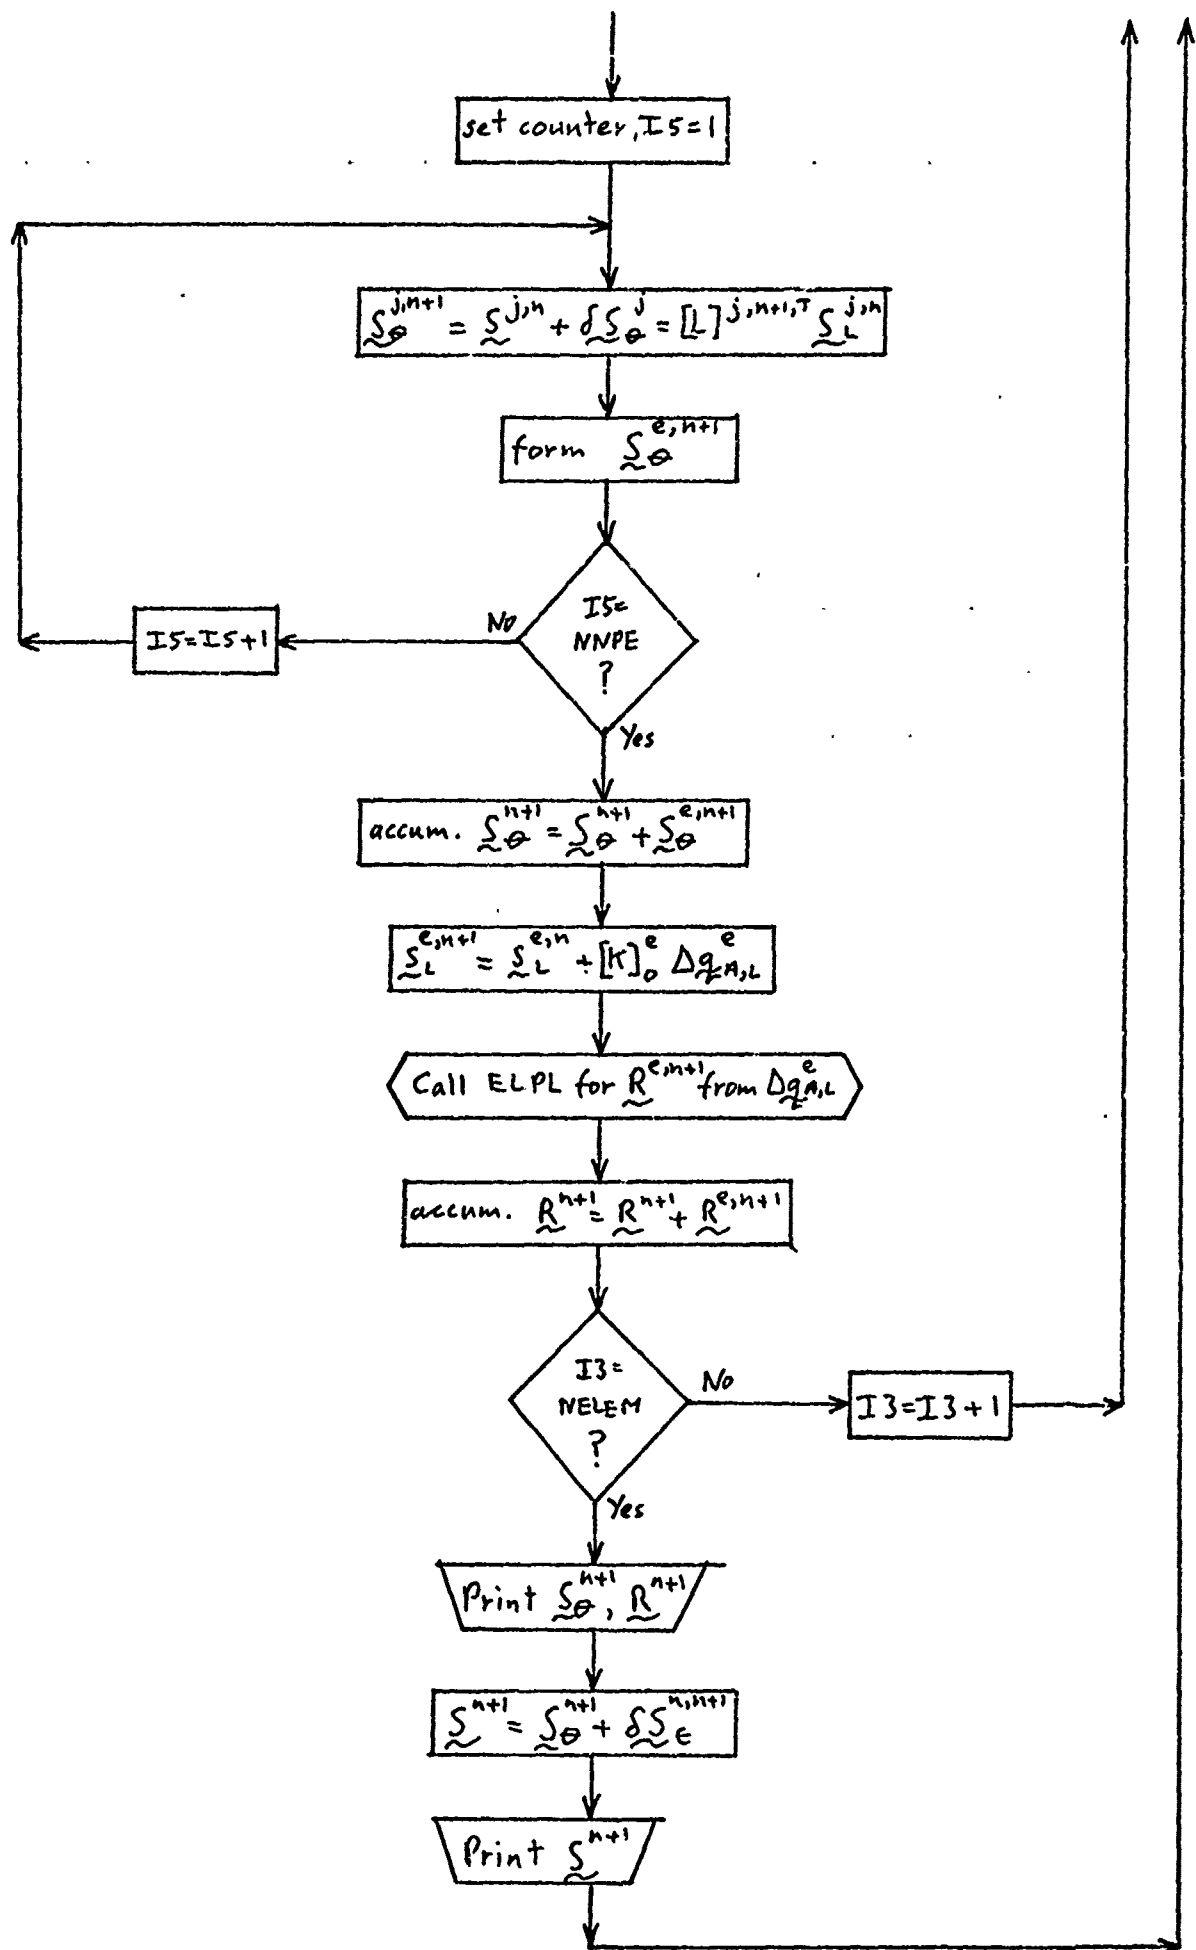 set counter, I5=1
S_θ^{j,n+1} = S^{j,n} + δS_θ^j = [L]^{j,n+1,T} S_L^{j,n}
form S_θ^{e,n+1}
I5=
NNPE
?
No
I5=I5+1
Yes
accum. S_θ^{n+1} = S_θ^{n+1} + S_θ^{e,n+1}
S_L^{e,n+1} = S_L^{e,n} + [K]_0^e Δq_{A,L}^e
Call ELPL for R^{e,n+1} from Δq_{A,L}^e
accum. R^{n+1} = R^{n+1} + R^{e,n+1}
I3=
NELEM
?
No
I3=I3+1
Yes
Print S_θ^{n+1}, R^{n+1}
S^{n+1} = S_θ^{n+1} + δS_ϵ^{n,n+1}
Print S^{n+1}